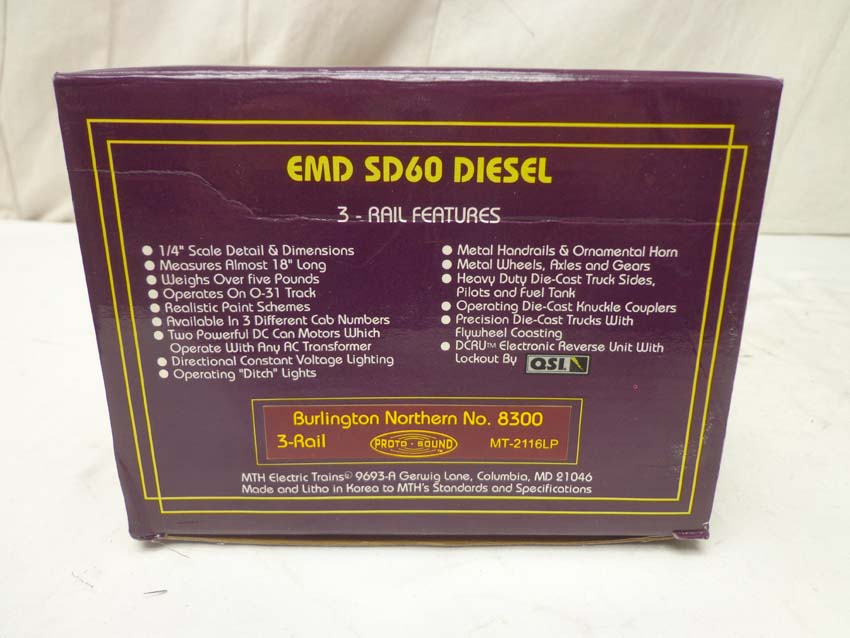 EMD SD60 DIESEL
3 - RAIL FEATURES
● 1/4" Scale Detail & Dimensions
● Measures Almost 18" Long
● Weighs Over Five Pounds
● Operates On O-31 Track
● Realistic Paint Schemes
● Available In 3 Different Cab Numbers
● Two Powerful DC Can Motors Which
Operate With Any AC Transformer
● Directional Constant Voltage Lighting
● Operating "Ditch" Lights
● Metal Handrails & Ornamental Horn
● Metal Wheels, Axles and Gears
● Heavy Duty Die-Cast Truck Sides,
Pilots and Fuel Tank
● Operating Die-Cast Knuckle Couplers
● Precision Die-Cast Trucks With
Flywheel Coasting
● DCRU™ Electronic Reverse Unit With
Lockout By QSI
Burlington Northern No. 8300
3-Rail PROTO-SOUND™ MT-2116LP
MTH Electric Trains© 9693-A Gerwig Lane, Columbia, MD 21046
Made and Litho in Korea to MTH's Standards and Specifications